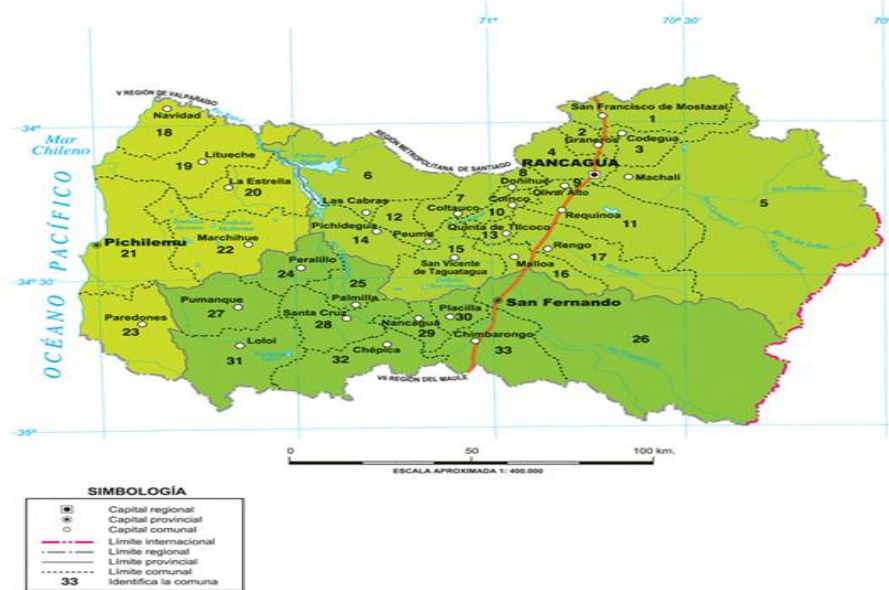 71°
70° 30'
70°
V REGIÓN DE VALPARAÍSO
Navidad
San Francisco de Mostazal
1
34°
Mar
Chileno
18
2
Graneros
Codegua
3
4
REGIÓN METROPOLITANA DE SANTIAGO
19
Litueche
RANCAGUA
La Estrella
20
6
8
Doñihue
9
Machalí
Olivar Alto
5
Las Cabras
12
7
Coltauco
10
Coinco
Requinoa
11
OCÉANO PACÍFICO
Pichidegua
14
Peumo
13
Quinta de Tilcoco
Pichilemu
21
Marchihue
22
15
Rengo
17
San Vicente
de Taguatagua
Malloa
16
34° 30'
Peralillo
24
25
Pumanque
27
Palmilla
Placilla
San Fernando
Paredones
23
Santa Cruz
28
Nancagua
29
30
Chimbarongo
33
26
Lolol
31
32
Chépica
VII REGIÓN DEL MAULE
35°
0
50
100 km.
ESCALA APROXIMADA 1: 400.000
SIMBOLOGÍA
Capital regional
Capital provincial
Capital comunal
Límite internacional
Límite regional
Límite provincial
Límite comunal
33 Identifica la comuna